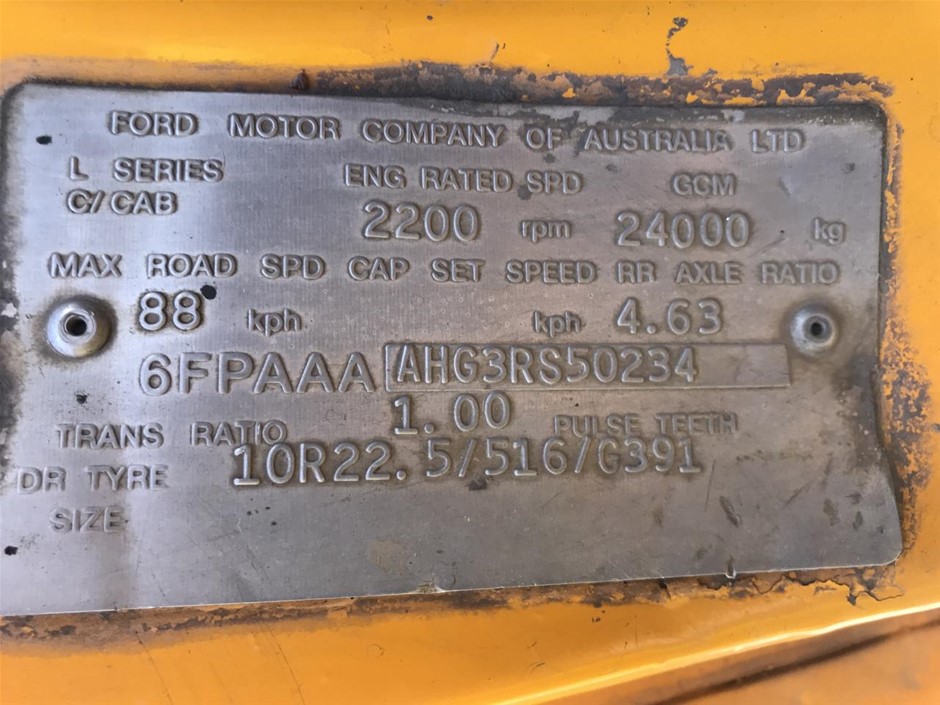 FORD MOTOR COMPANY OF AUSTRALIA LTD
L SERIES ENG RATED SPD GCM
C/CAB 2200 rpm 24000 kg
MAX ROAD SPD CAP SET SPEED RR AXLE RATIO
88 kph kph 4.63
6FPAAA AHG3RS50234
TRANS RATIO 1.00 PULSE TEETH
DR TYRE 10R22.5/516/G391
SIZE